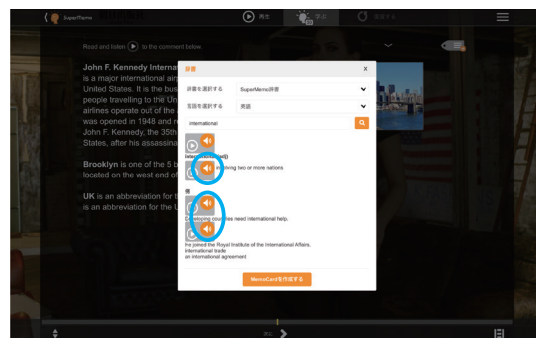 SuperMemo
再生
学ぶ
Read and listen to the comment below.
John F. Kennedy Interna
is a major international air
United States. It is the bus
people travelling to the Un
airlines operate out of the
was opened in 1948 and re
John F. Kennedy, the 35th
States, after his assassina
Brooklyn is one of the 5 b
located on the west end of
UK is an abbreviation for t
is an abbreviation for the U
辞書
x
辞書を選択する
SuperMemo辞書
言語を選択する
英語
international
involving two or more nations
Developing countries need international help.
He joined the Royal Institute of the International Affairs.
international trade
an international agreement
MemoCardを作成する
次に